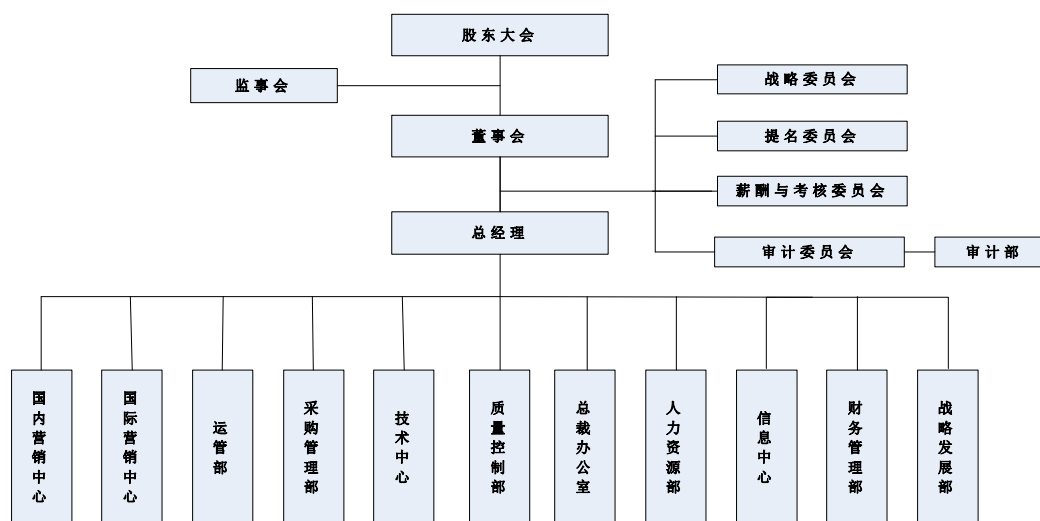 股东大会
监事会
战略委员会
董事会
提名委员会
薪酬与考核委员会
总经理
审计委员会
审计部
国内营销中心
国际营销中心
运管部
采购管理部
技术中心
质量控制部
总裁办公室
人力资源部
信息中心
财务管理部
战略发展部